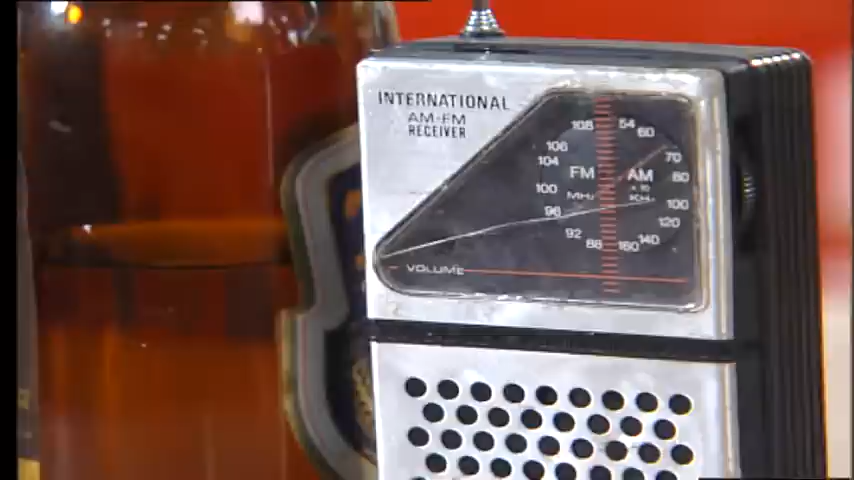 INTERNATIONAL
AM-FM
RECEIVER
108 54 60
106 70
104 FM AM 80
100 MHz x 10 KHz 100
96 120
92 140
88 160
VOLUME